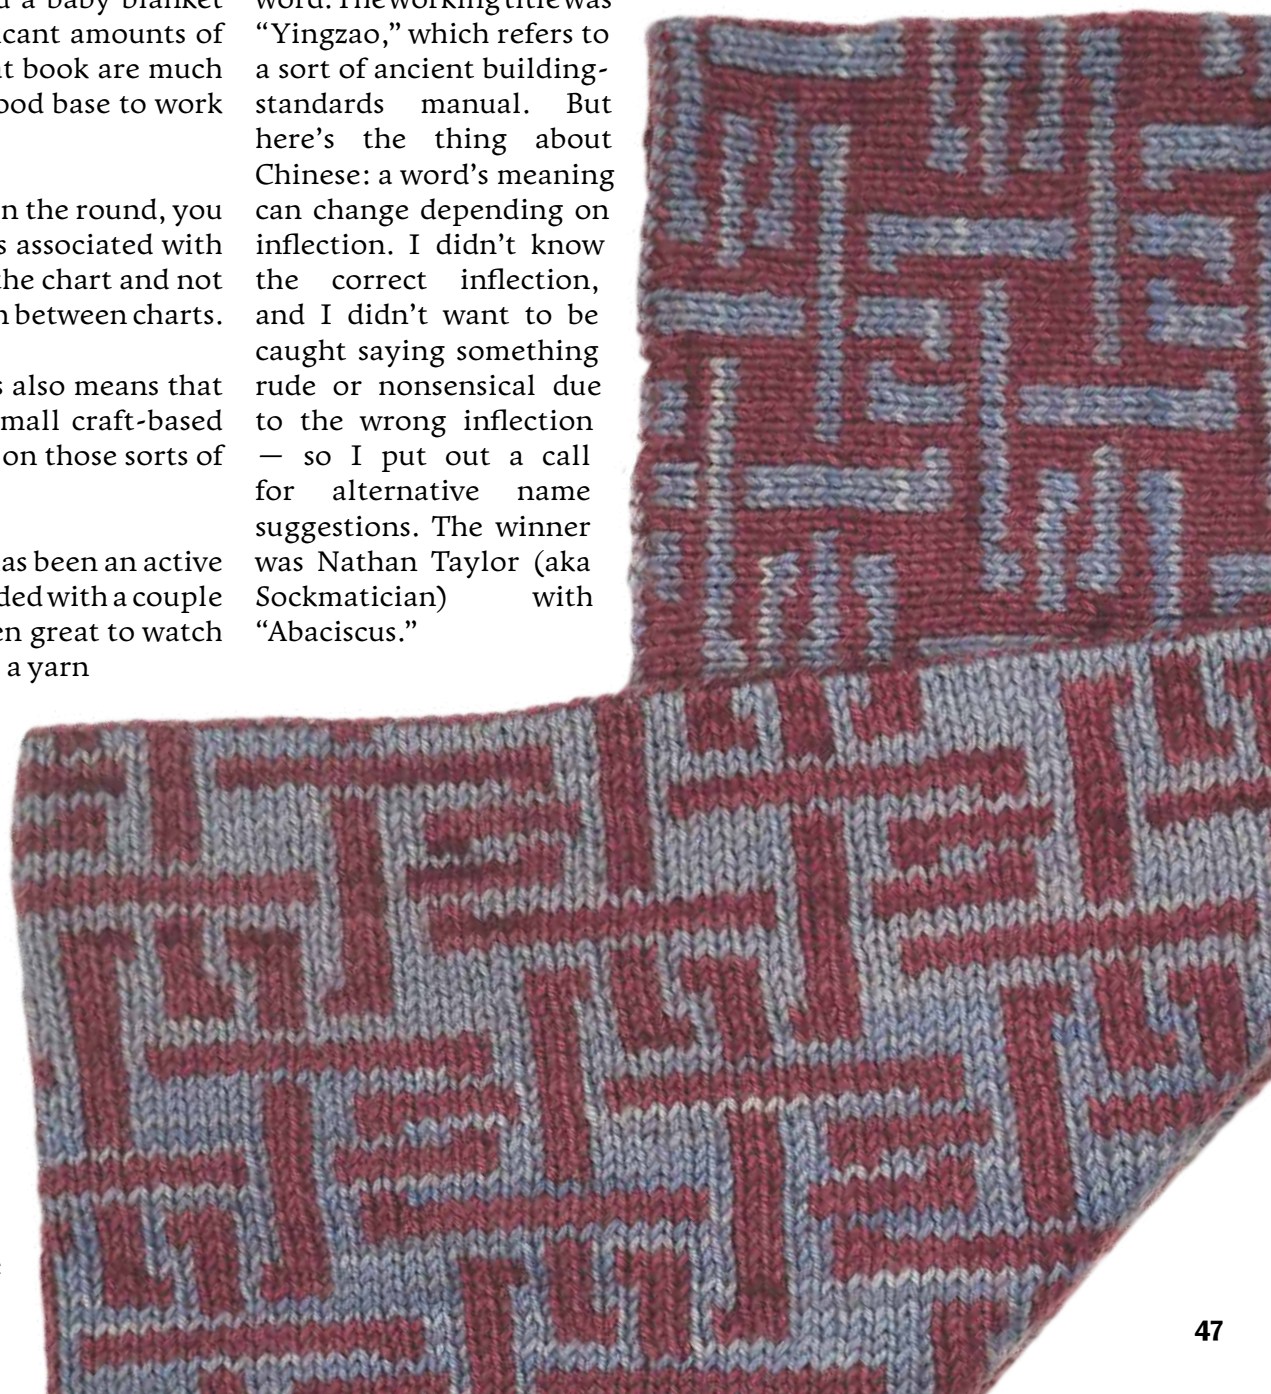 d a baby blanket
cant amounts of
t book are much
ood base to work
n the round, you
s associated with
the chart and not
n between charts.
s also means that
mall craft-based
on those sorts of
as been an active
ded with a couple
en great to watch
a yarn
word. The working title was
“Yingzao,” which refers to
a sort of ancient building-
standards manual. But
here’s the thing about
Chinese: a word’s meaning
can change depending on
inflection. I didn’t know
the correct inflection,
and I didn’t want to be
caught saying something
rude or nonsensical due
to the wrong inflection
— so I put out a call
for alternative name
suggestions. The winner
was Nathan Taylor (aka
Sockmatician) with
“Abaciscus.”
47